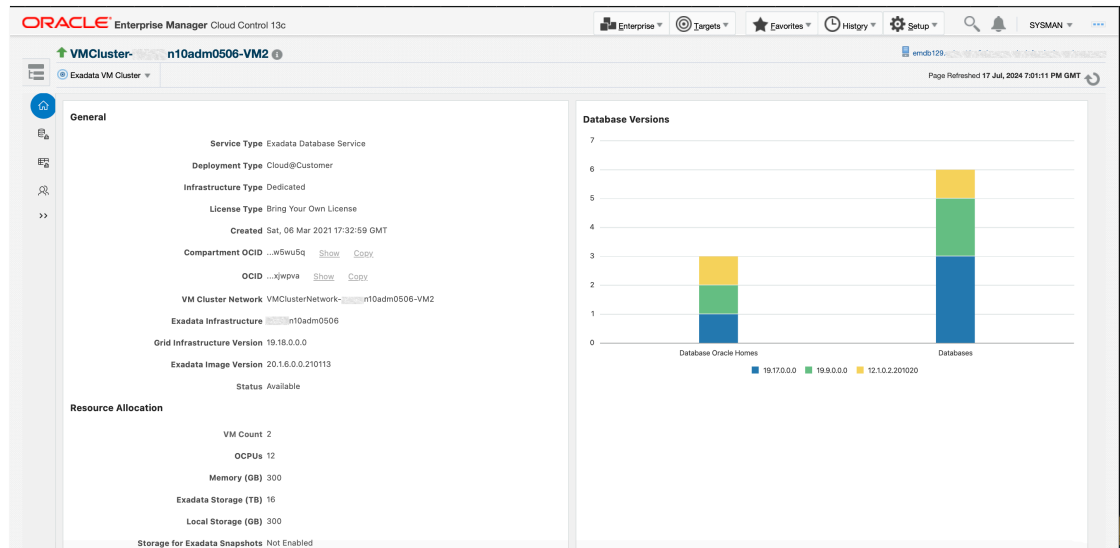 ORACLE Enterprise Manager Cloud Control 13c
Enterprise Targets Favorites History Setup SYSMAN
VMCluster- n10adm0506-VM2
emdb129.
Exadata VM Cluster
Page Refreshed 17 Jul, 2024 7:01:11 PM GMT
General
Service Type Exadata Database Service
Deployment Type Cloud@Customer
Infrastructure Type Dedicated
License Type Bring Your Own License
Created Sat, 06 Mar 2021 17:32:59 GMT
Compartment OCID ...w5wu5q Show Copy
OCID ...xjwpva Show Copy
VM Cluster Network VMClusterNetwork- n10adm0506-VM2
Exadata Infrastructure n10adm0506
Grid Infrastructure Version 19.18.0.0.0
Exadata Image Version 20.1.6.0.0.210113
Status Available
Resource Allocation
VM Count 2
OCPUs 12
Memory (GB) 300
Exadata Storage (TB) 16
Local Storage (GB) 300
Storage for Exadata Snapshots Not Enabled
Database Versions
7
6
5
4
3
2
1
0
Database Oracle Homes Databases
19.17.0.0.0 19.9.0.0.0 12.1.0.2.201020